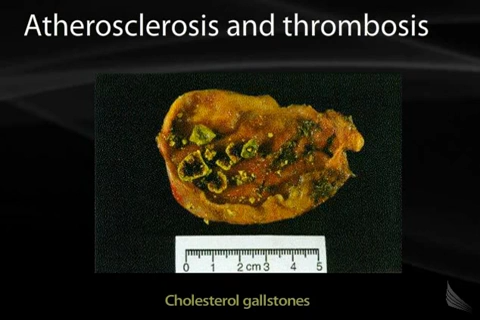 Atherosclerosis and thrombosis
0 1 2 cm 3 4 5
Cholesterol gallstones